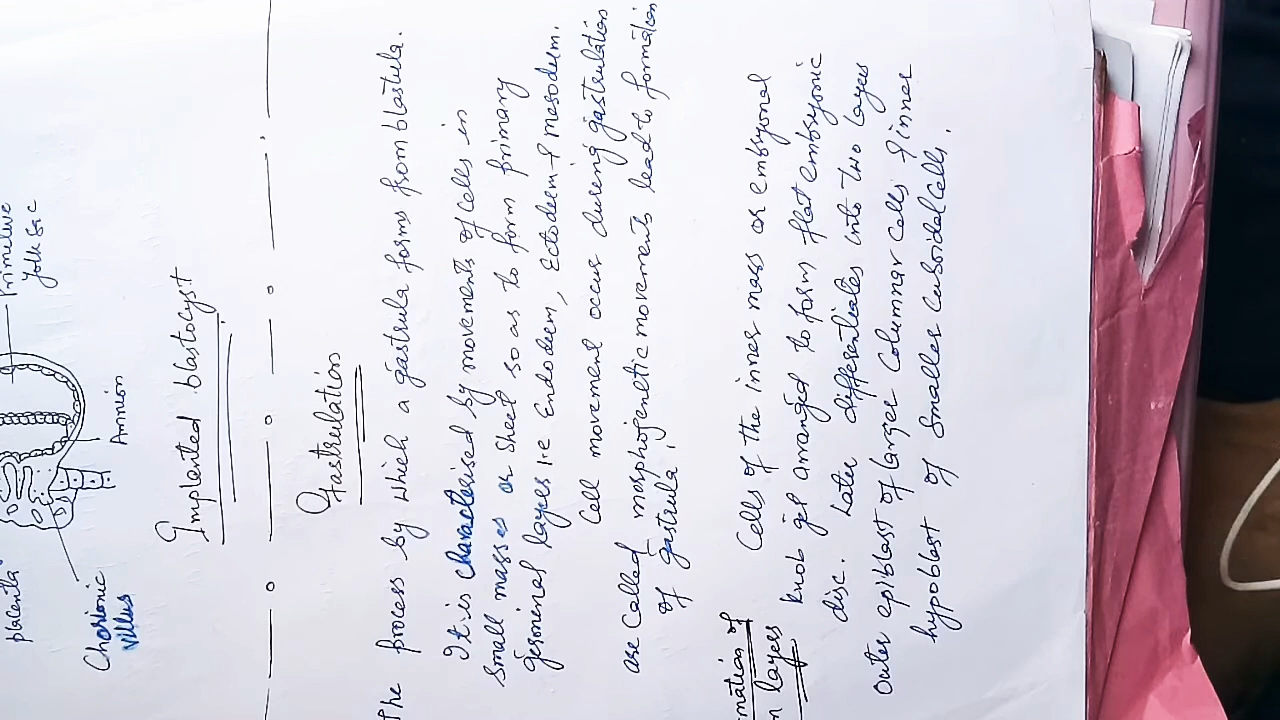 Primitive
yolk sac
Amnion
placenta
Chorionic
villus
Implanted blastocyst
Gastrulation
The process by which a gastrula forms from blastula.
It is characterised by movements of cells in
small masses or sheet so as to form primary
germinal layers i.e Endoderm, Ectoderm & mesoderm.
Cell movement occur during gastrulation
are called morphogenetic movements lead to formation
of gastrula.
mation of
n layers
Cells of the inner mass or embryonal
knob get arranged to form flat embryonic
disc. Later differentiates into two layers
outer epiblast of larger columnar cells & inner
hypoblast of smaller cuboidal cells.